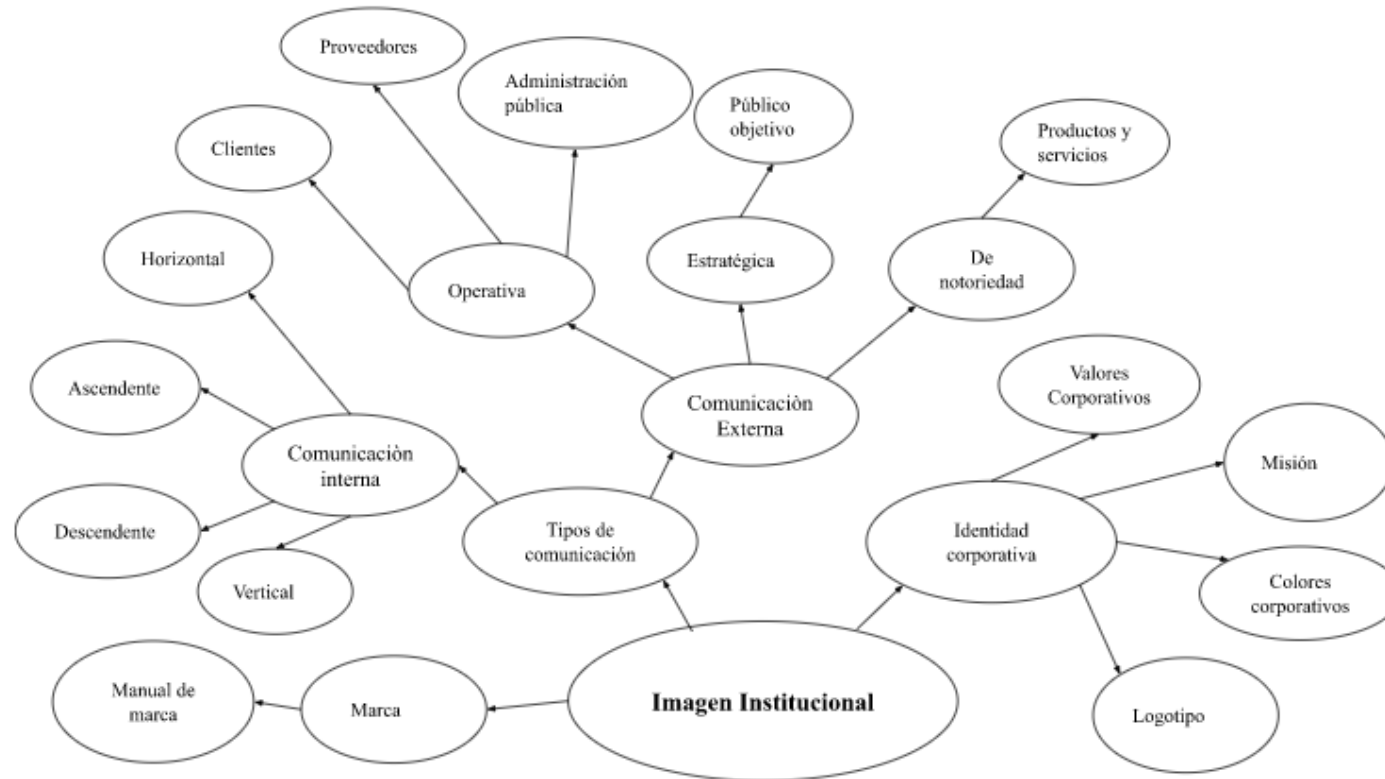 Proveedores
Administración
pública
Público
objetivo
Productos y
servicios
Clientes
Horizontal
Estratégica
De
notoriedad
Operativa
Ascendente
Valores
Corporativos
Comunicaciòn
Externa
Comunicaciòn
interna
Misión
Descendente
Tipos de
comunicación
Identidad
corporativa
Vertical
Colores
corporativos
Manual de
marca
Marca
Imagen Institucional
Logotipo